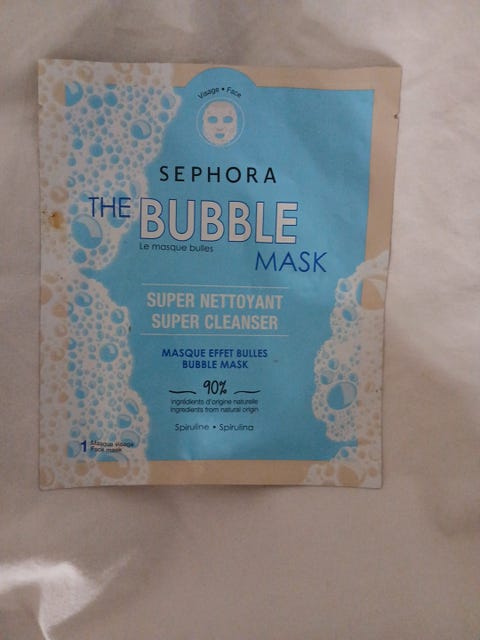 Visage • Face
SEPHORA
THE BUBBLE
Le masque bulles
MASK
SUPER NETTOYANT
SUPER CLEANSER
MASQUE EFFET BULLES
BUBBLE MASK
90%
ingrédients d'origine naturelle
ingredients from natural origin
Spiruline • Spirulina
1 Masque visage
Face mask